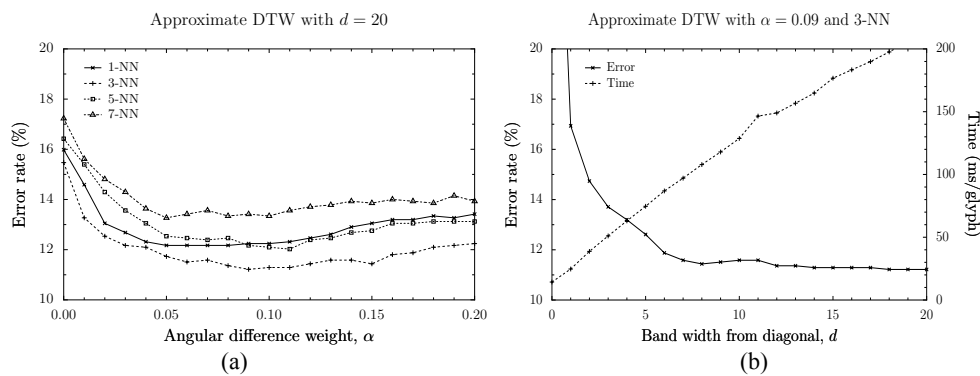 Approximate DTW with d = 20
20
18
16
14
12
10
Error rate (%)
1-NN
3-NN
5-NN
7-NN
0.00
0.05
0.10
0.15
0.20
Angular difference weight, α
(a)
Approximate DTW with α = 0.09 and 3-NN
20
18
16
14
12
10
Error rate (%)
Error
Time
200
150
100
50
0
Time (ms/glyph)
0
5
10
15
20
Band width from diagonal, d
(b)